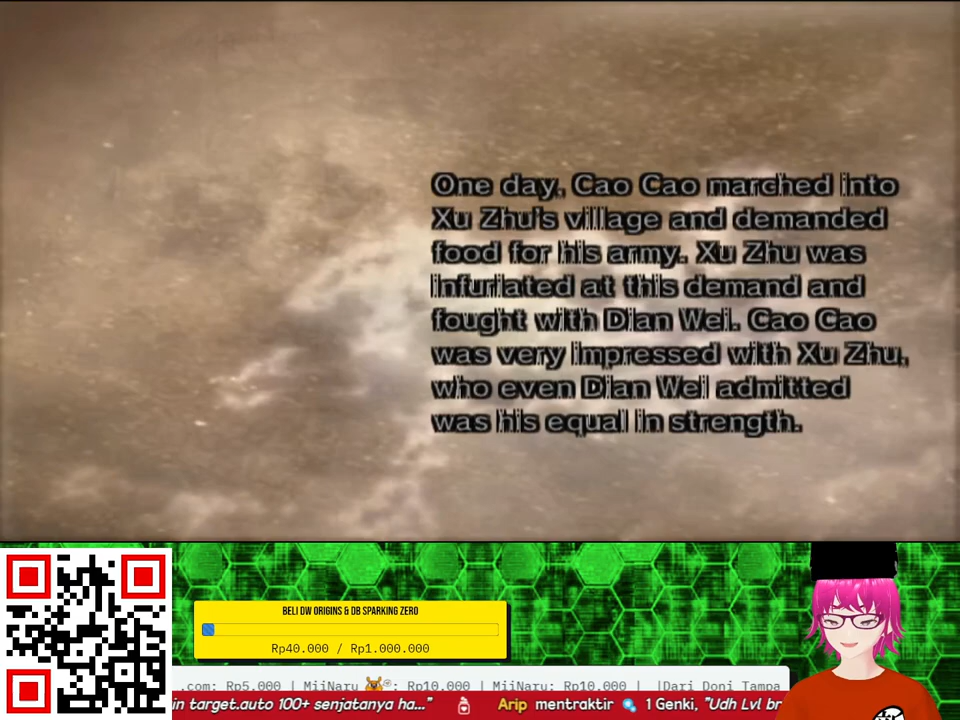 One day, Cao Cao marched into
Xu Zhu's village and demanded
food for his army. Xu Zhu was
infuriated at this demand and
fought with Dian Wei. Cao Cao
was very impressed with Xu Zhu,
who even Dian Wei admitted
was his equal in strength.
BELI DW ORIGINS & DB SPARKING ZERO
Rp40.000 / Rp1.000.000
.com: Rp5.000 | MiiNaru : Rp10.000 | MiiNaru: Rp10.000 | |Dari Doni Tampa
in target.auto 100+ senjatanya ha..." Arip mentraktir 1 Genki, "Udh Lvl br